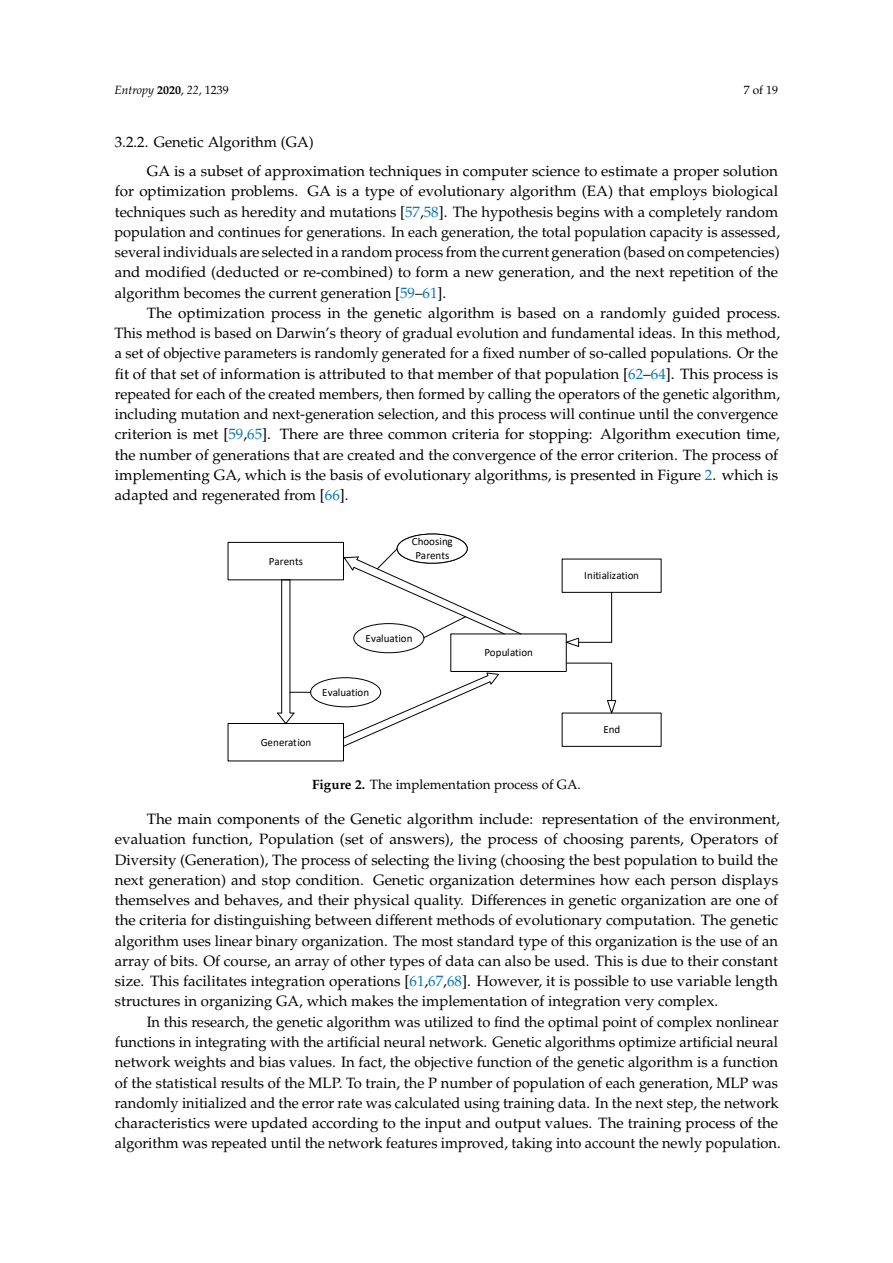 Entropy 2020, 22, 1239
7 of 19
3.2.2. Genetic Algorithm (GA)
GA is a subset of approximation techniques in computer science to estimate a proper solution
for optimization problems. GA is a type of evolutionary algorithm (EA) that employs biological
techniques such as heredity and mutations [57,58]. The hypothesis begins with a completely random
population and continues for generations. In each generation, the total population capacity is assessed,
several individuals are selected in a random process from the current generation (based on competencies)
and modified (deducted or re-combined) to form a new generation, and the next repetition of the
algorithm becomes the current generation [59–61].
The optimization process in the genetic algorithm is based on a randomly guided process.
This method is based on Darwin’s theory of gradual evolution and fundamental ideas. In this method,
a set of objective parameters is randomly generated for a fixed number of so-called populations. Or the
fit of that set of information is attributed to that member of that population [62–64]. This process is
repeated for each of the created members, then formed by calling the operators of the genetic algorithm,
including mutation and next-generation selection, and this process will continue until the convergence
criterion is met [59,65]. There are three common criteria for stopping: Algorithm execution time,
the number of generations that are created and the convergence of the error criterion. The process of
implementing GA, which is the basis of evolutionary algorithms, is presented in Figure 2. which is
adapted and regenerated from [66].
Choosing
Parents
Parents
Initialization
Evaluation
Population
Evaluation
End
Generation
Figure 2. The implementation process of GA.
The main components of the Genetic algorithm include: representation of the environment,
evaluation function, Population (set of answers), the process of choosing parents, Operators of
Diversity (Generation), The process of selecting the living (choosing the best population to build the
next generation) and stop condition. Genetic organization determines how each person displays
themselves and behaves, and their physical quality. Differences in genetic organization are one of
the criteria for distinguishing between different methods of evolutionary computation. The genetic
algorithm uses linear binary organization. The most standard type of this organization is the use of an
array of bits. Of course, an array of other types of data can also be used. This is due to their constant
size. This facilitates integration operations [61,67,68]. However, it is possible to use variable length
structures in organizing GA, which makes the implementation of integration very complex.
In this research, the genetic algorithm was utilized to find the optimal point of complex nonlinear
functions in integrating with the artificial neural network. Genetic algorithms optimize artificial neural
network weights and bias values. In fact, the objective function of the genetic algorithm is a function
of the statistical results of the MLP. To train, the P number of population of each generation, MLP was
randomly initialized and the error rate was calculated using training data. In the next step, the network
characteristics were updated according to the input and output values. The training process of the
algorithm was repeated until the network features improved, taking into account the newly population.